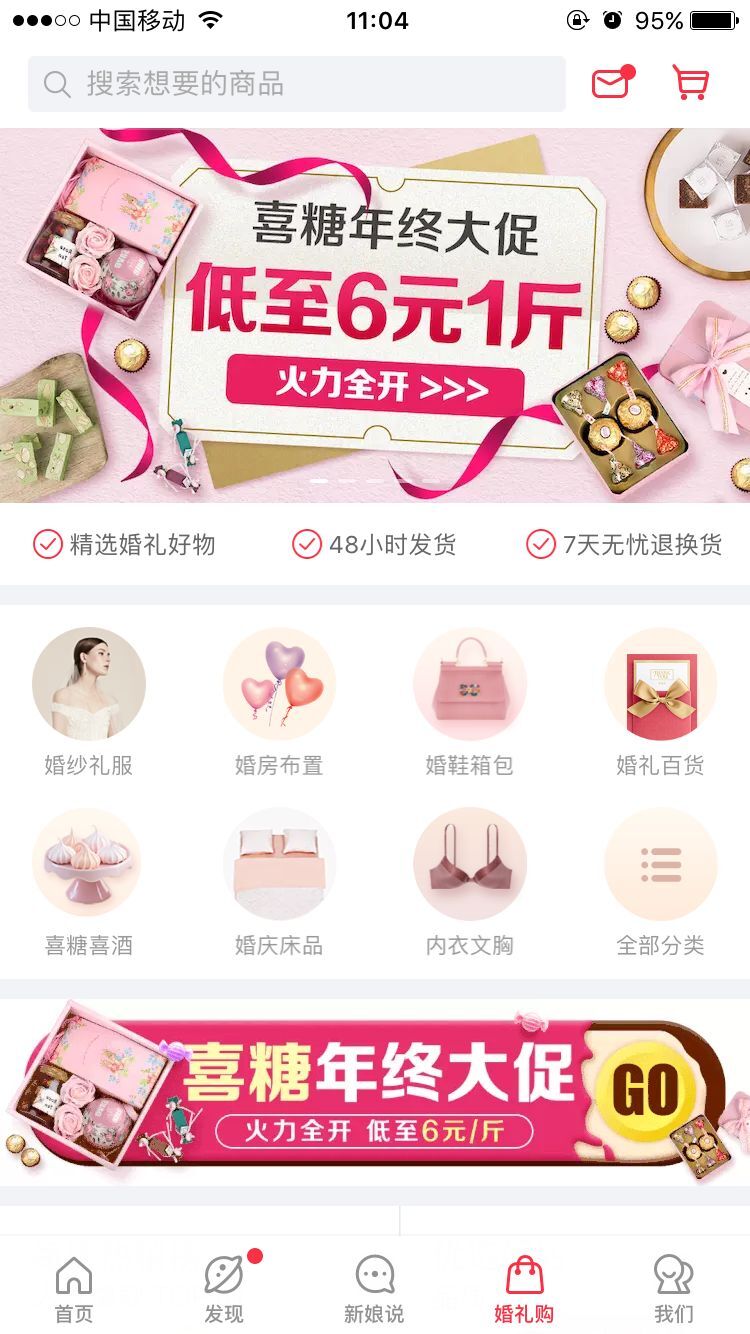 中国移动
11:04
95%
搜索想要的商品
喜糖年终大促
低至6元1斤
火力全开 >>>
精选婚礼好物
48小时发货
7天无忧退换货
婚纱礼服
婚房布置
婚鞋箱包
婚礼百货
喜糖喜酒
婚庆床品
内衣文胸
全部分类
喜糖年终大促
GO
火力全开 低至6元/斤
首页
发现
新娘说
婚礼购
我们